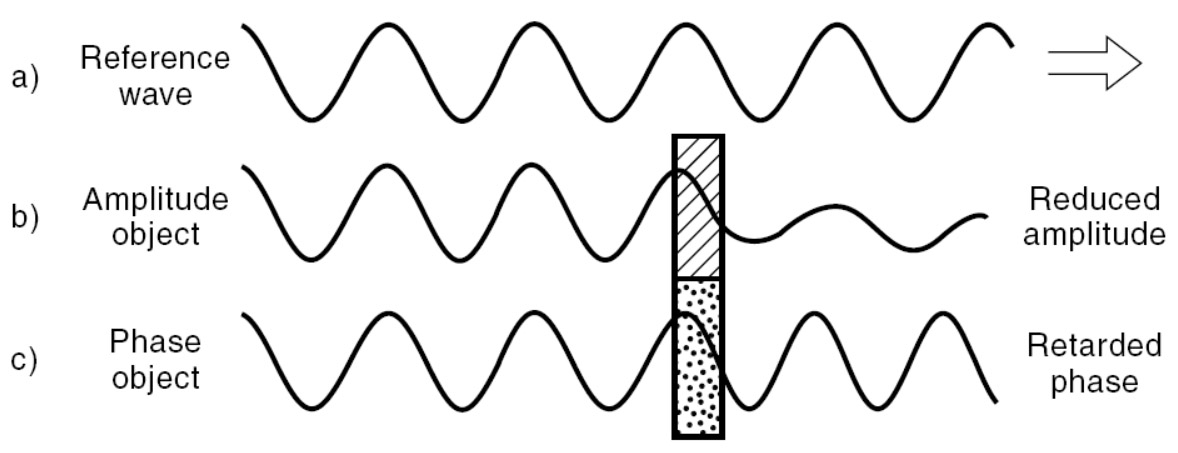 a)
Reference
wave
b)
Amplitude
object
Reduced
amplitude
c)
Phase
object
Retarded
phase